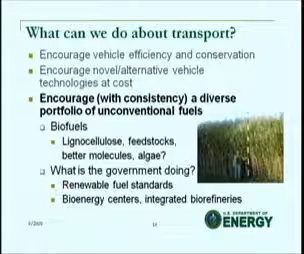 What can we do about transport?
Encourage vehicle efficiency and conservation
Encourage novel/alternative vehicle
technologies at cost
Encourage (with consistency) a diverse
portfolio of unconventional fuels
Biofuels
Lignocellulose, feedstocks,
better molecules, algae?
What is the government doing?
Renewable fuel standards
Bioenergy centers, integrated biorefineries
U.S. DEPARTMENT OF
ENERGY